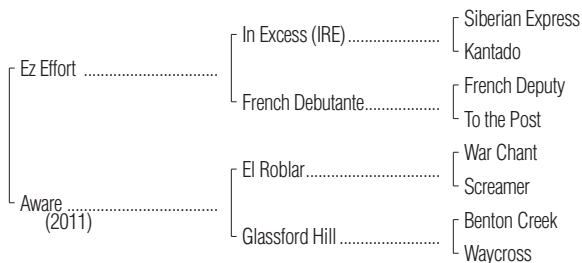 Siberian Express
In Excess (IRE)
Kantado
Ez Effort
French Deputy
French Debutante
To the Post
War Chant
El Roblar
Screamer
Aware
(2011)
Benton Creek
Glassford Hill
Waycross